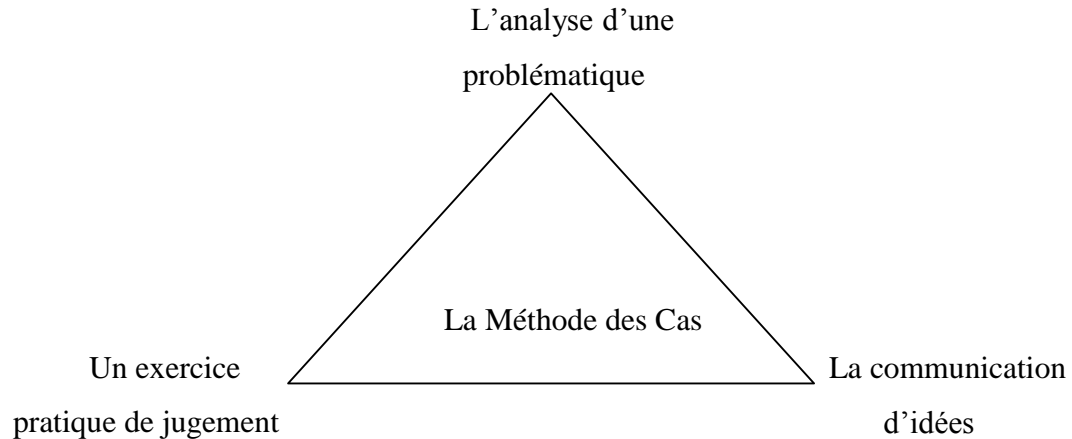 L’analyse d’une
problématique
La Méthode des Cas
Un exercice
pratique de jugement
La communication
d’idées